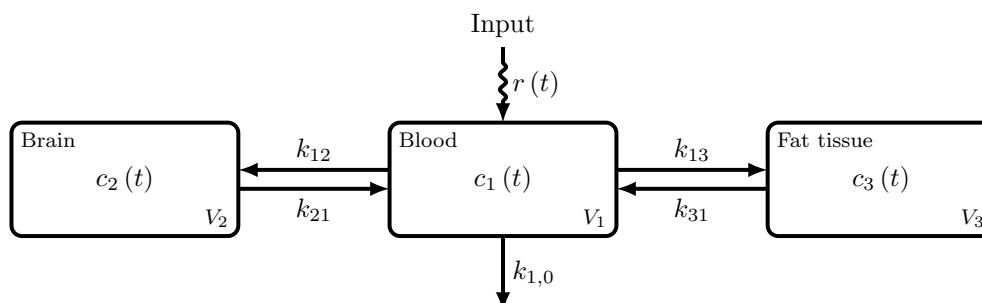 Input
r(t)
Brain
c₂(t)
V₂
k₁₂
k₂₁
Blood
c₁(t)
V₁
k₁₃
k₃₁
Fat tissue
c₃(t)
V₃
k₁,₀